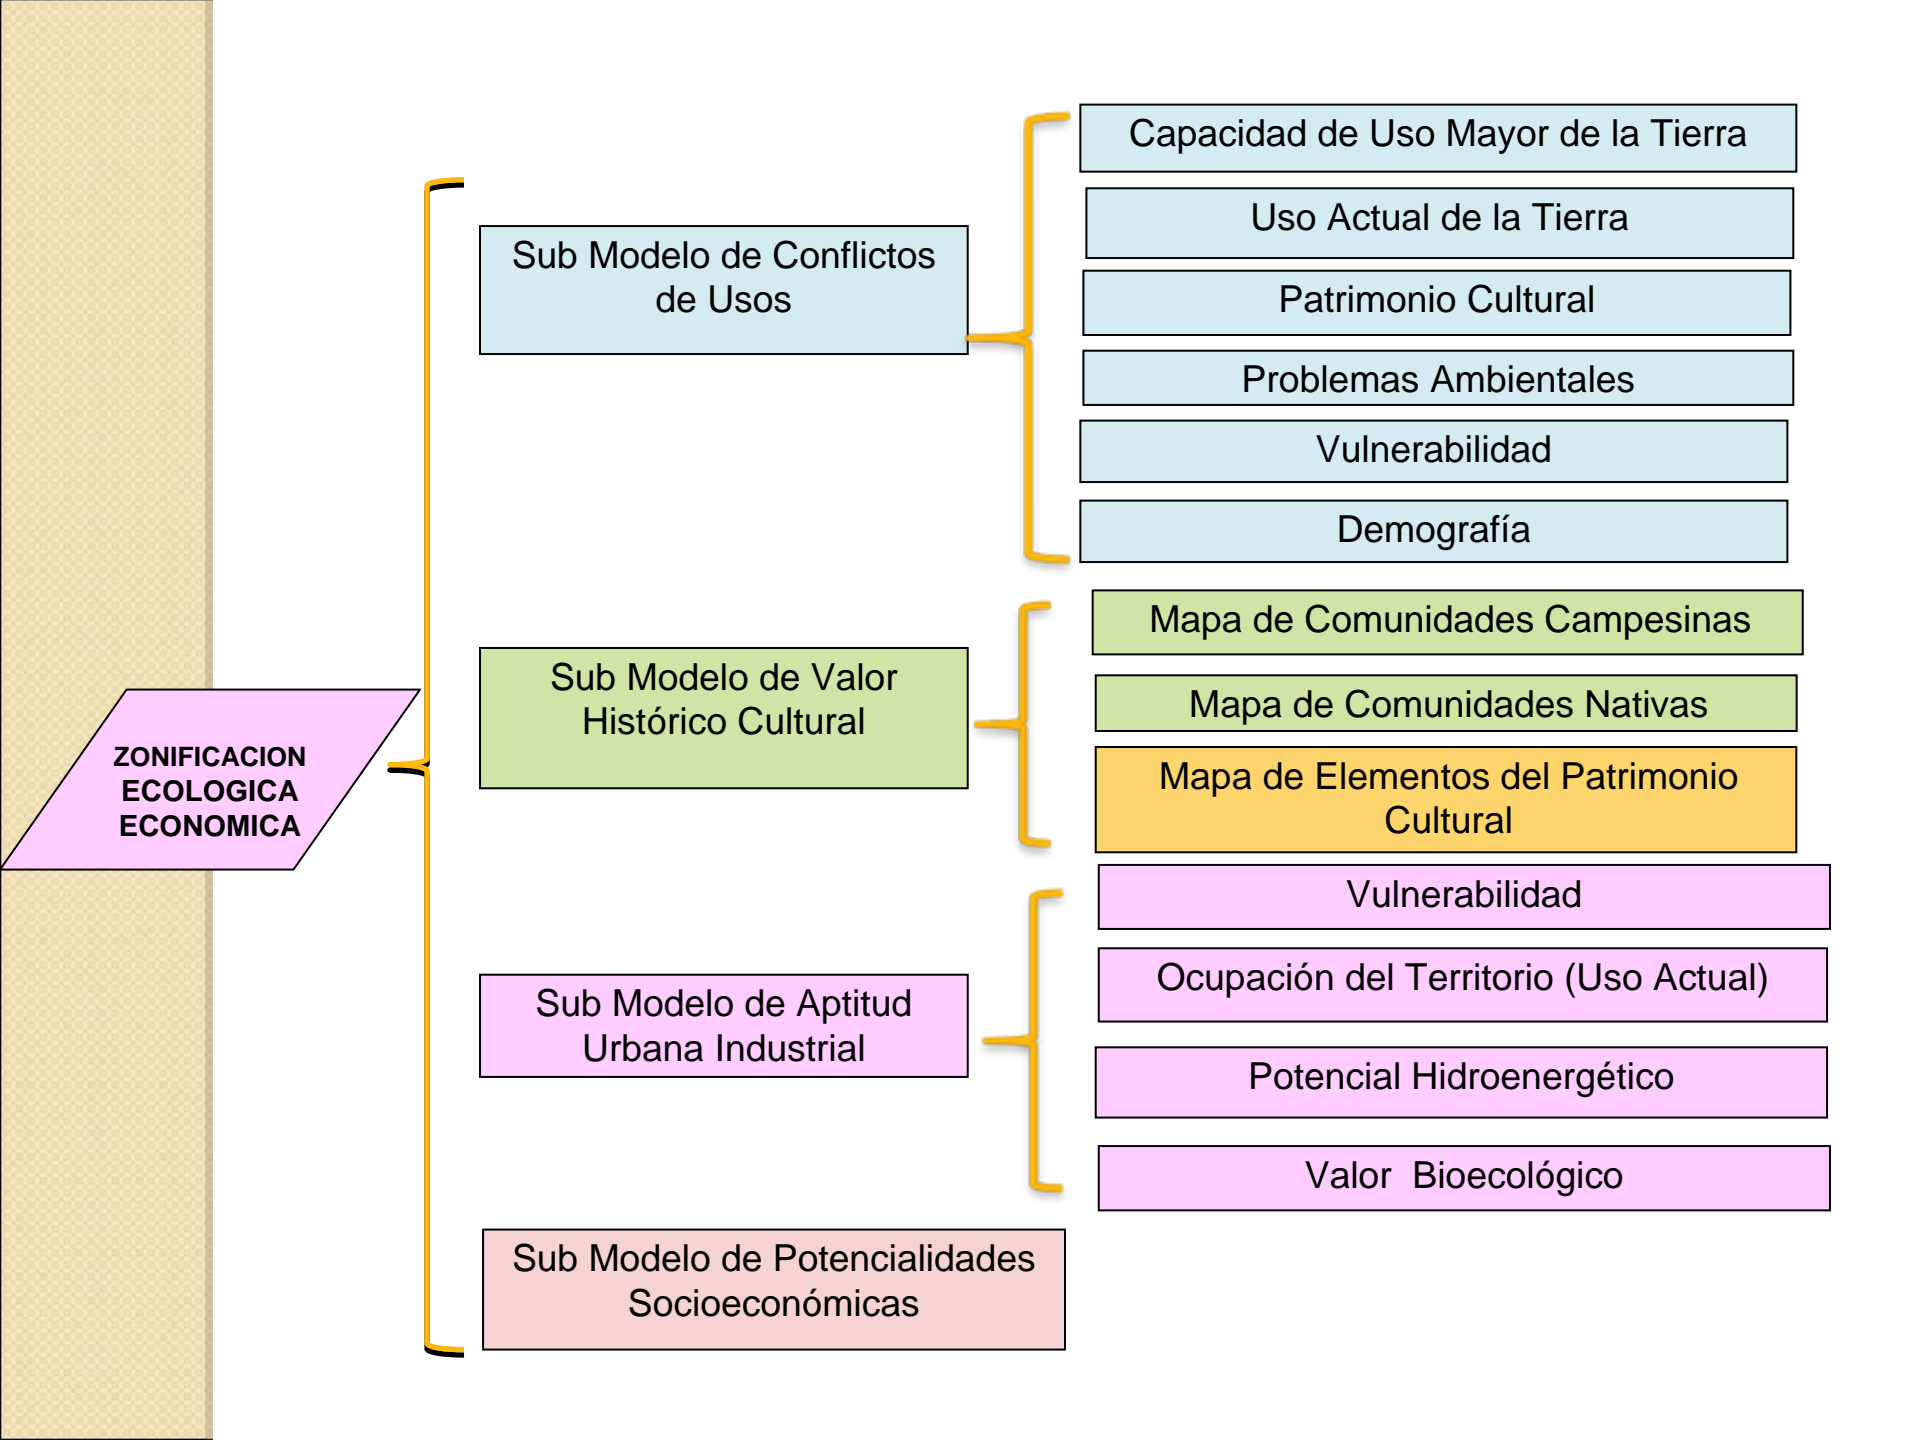 ZONIFICACION
ECOLOGICA
ECONOMICA
Sub Modelo de Conflictos
de Usos
Capacidad de Uso Mayor de la Tierra
Uso Actual de la Tierra
Patrimonio Cultural
Problemas Ambientales
Vulnerabilidad
Demografía
Sub Modelo de Valor
Histórico Cultural
Mapa de Comunidades Campesinas
Mapa de Comunidades Nativas
Mapa de Elementos del Patrimonio
Cultural
Sub Modelo de Aptitud
Urbana Industrial
Vulnerabilidad
Ocupación del Territorio (Uso Actual)
Potencial Hidroenergético
Valor  Bioecológico
Sub Modelo de Potencialidades
Socioeconómicas